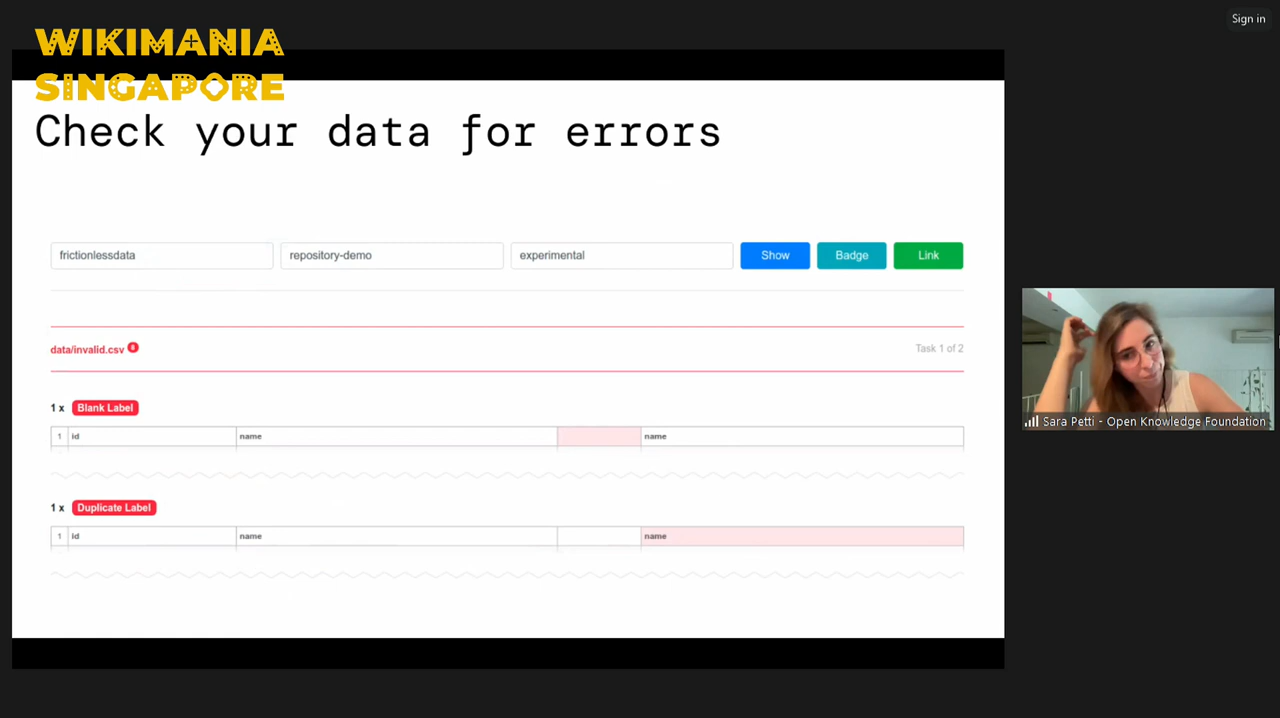 Sign in
WIKIMANIA
SINGAPORE
Check your data for errors
frictionlessdata repository-demo experimental Show Badge Link
data/invalid.csv Task 1 of 2
1 x Blank Label
1 id name name
1 x Duplicate Label
1 id name name
Sara Petti - Open Knowledge Foundation